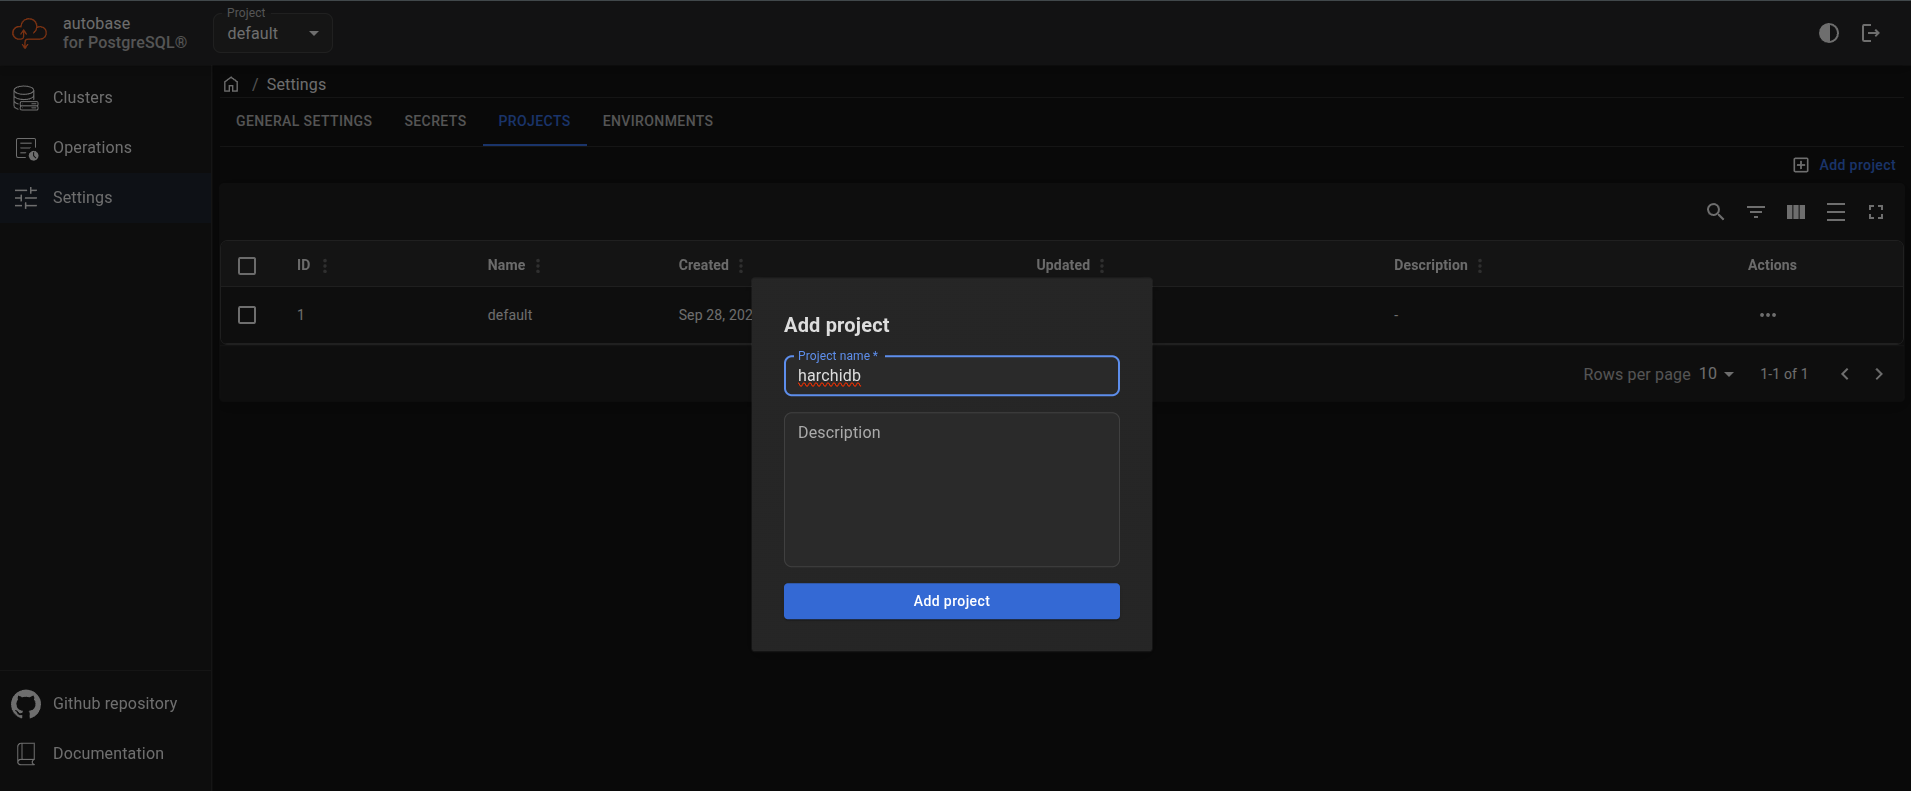 autobase
for PostgreSQL®
Project
default
Clusters
Operations
Settings
/ Settings
GENERAL SETTINGS SECRETS PROJECTS ENVIRONMENTS
Add project
ID Name Created Updated Description Actions
1 default Sep 28, 202 - •••
Add project
Project name *
harchidb
Description
Add project
Rows per page 10 1-1 of 1
Github repository
Documentation